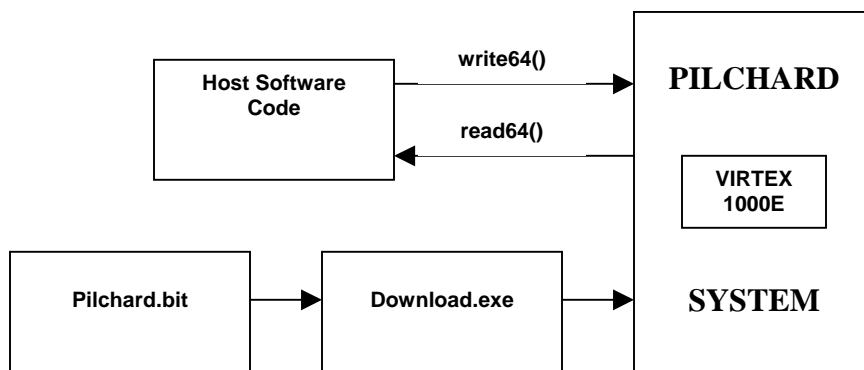 Host Software
Code
write64()
read64()
PILCHARD
VIRTEX
1000E
SYSTEM
Pilchard.bit
Download.exe